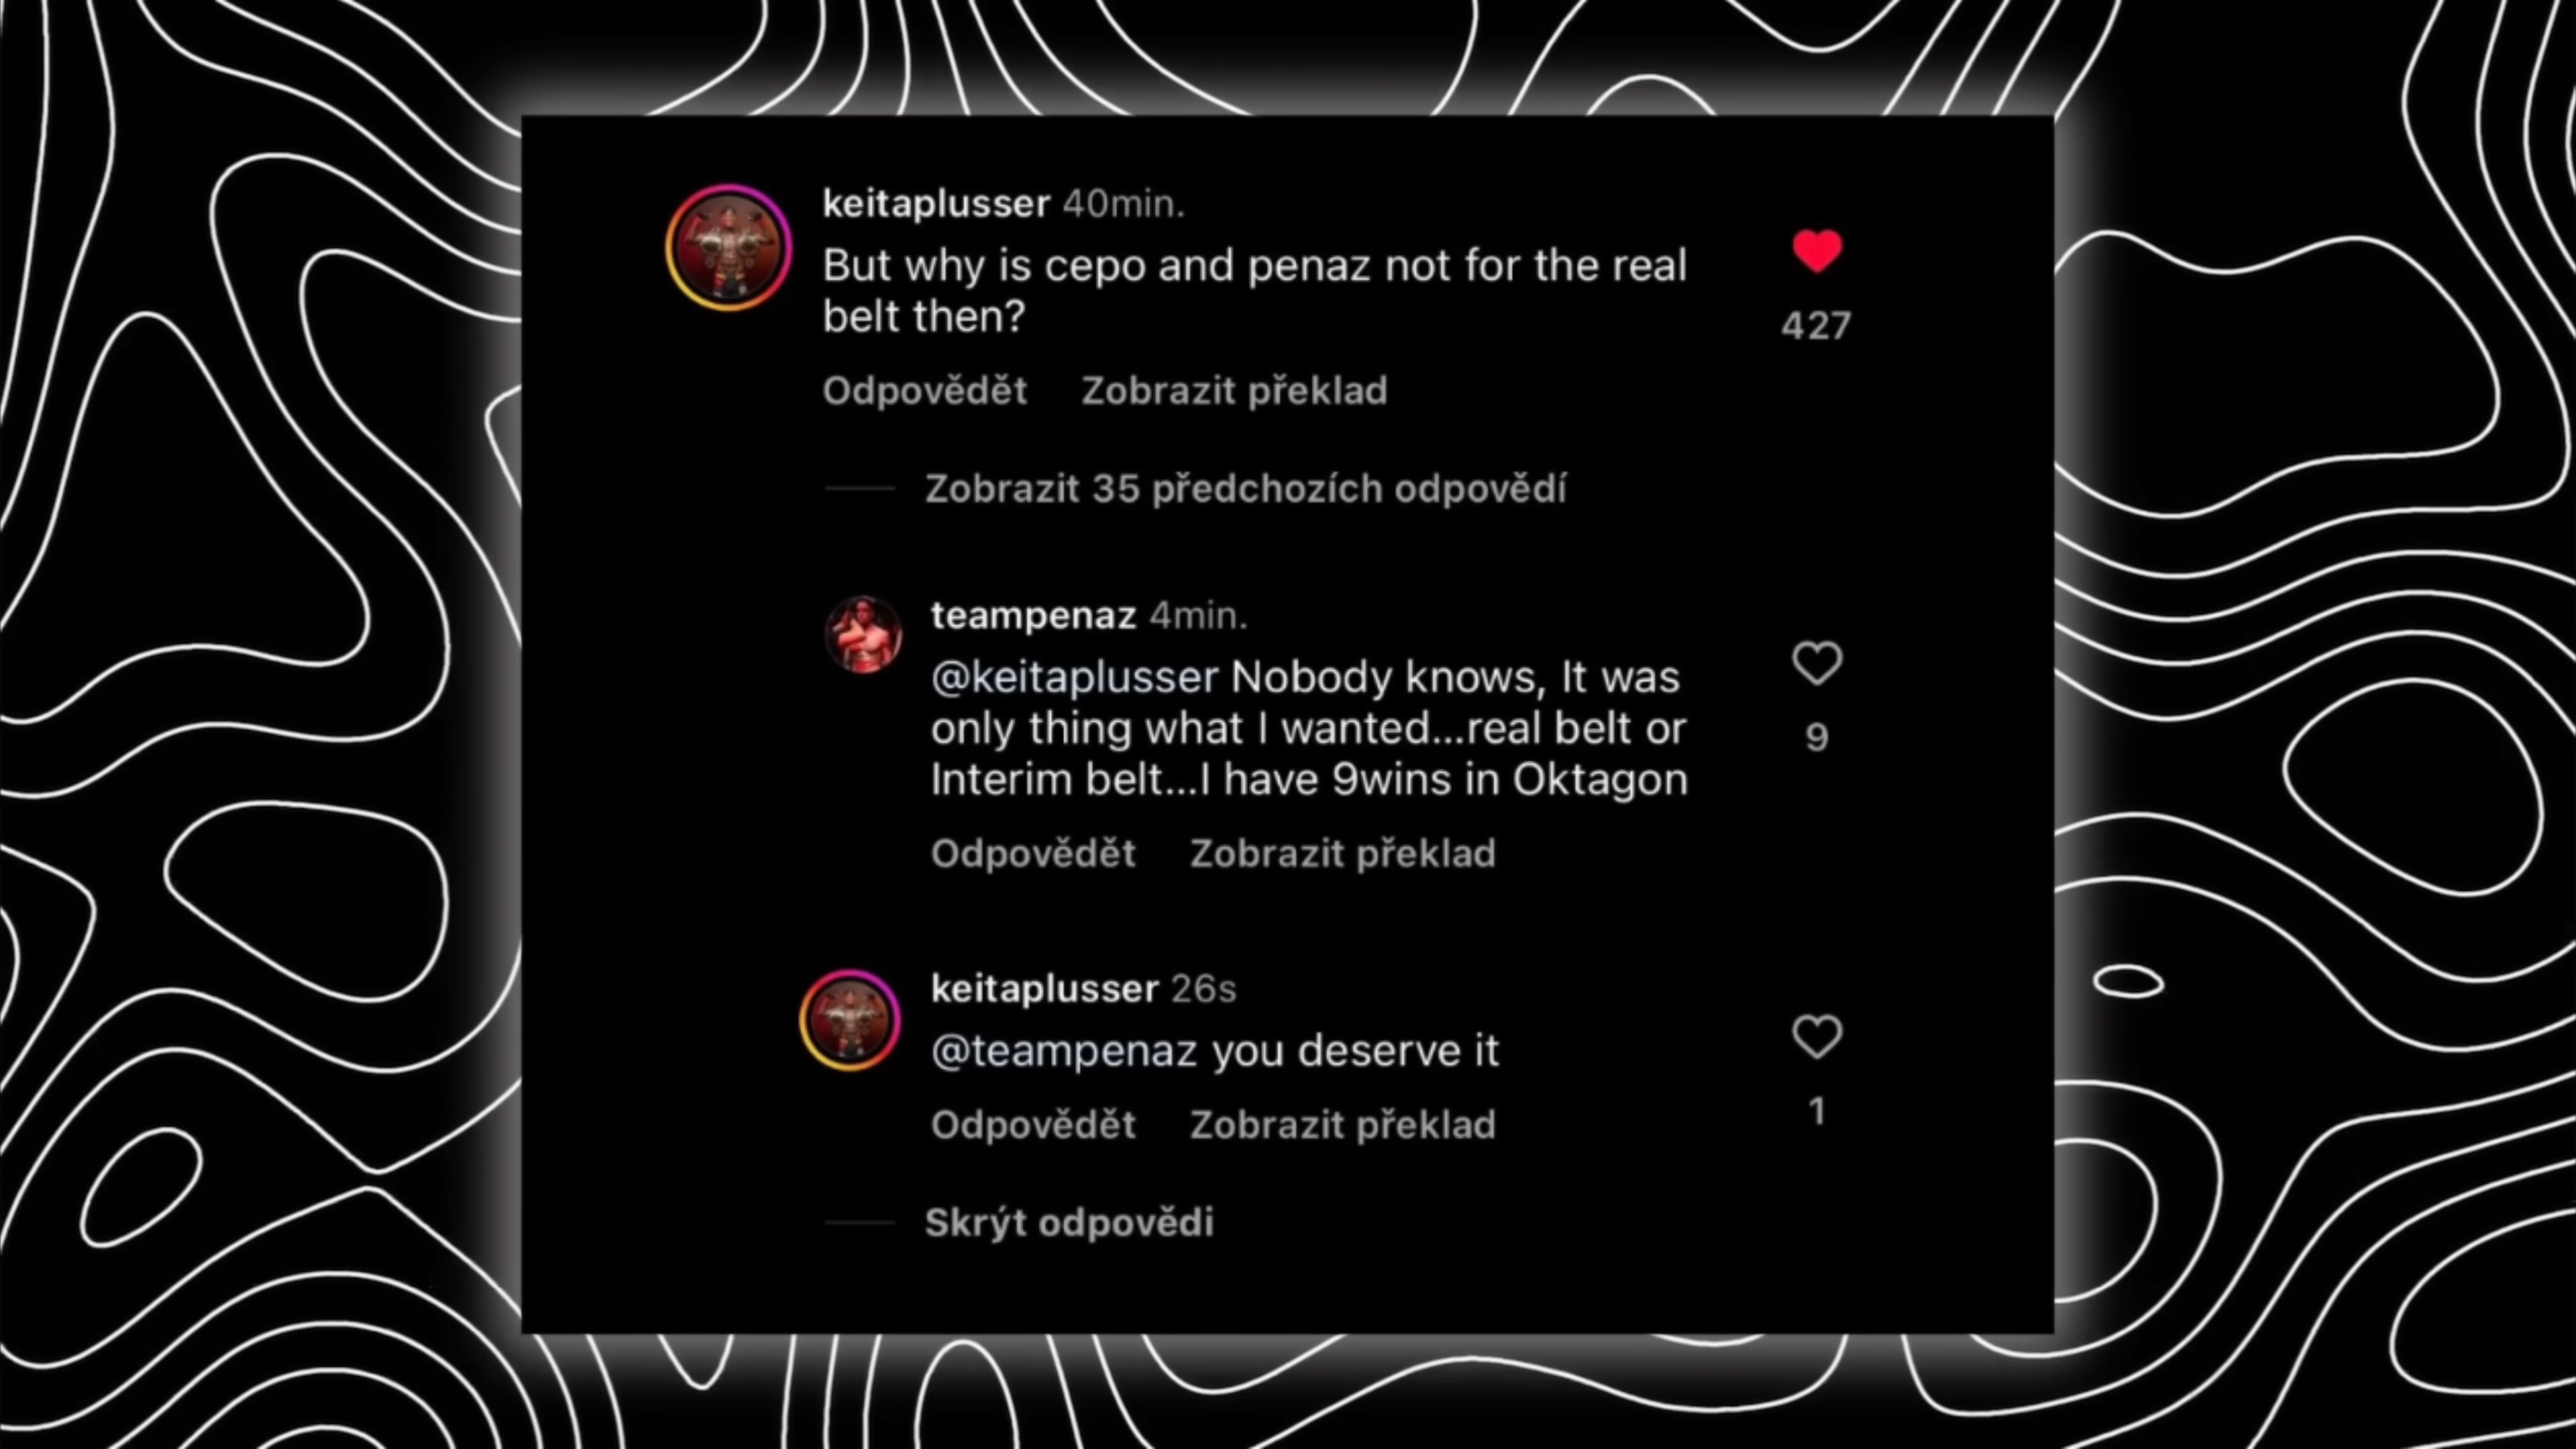 keitaplusser 40min.
But why is cepo and penaz not for the real
belt then?
427
Odpovědět Zobrazit překlad
Zobrazit 35 předchozích odpovědí
teampenaz 4min.
@keitaplusser Nobody knows, It was
only thing what I wanted...real belt or
Interim belt...I have 9wins in Oktagon
9
Odpovědět Zobrazit překlad
keitaplusser 26s
@teampenaz you deserve it
1
Odpovědět Zobrazit překlad
Skrýt odpovědi